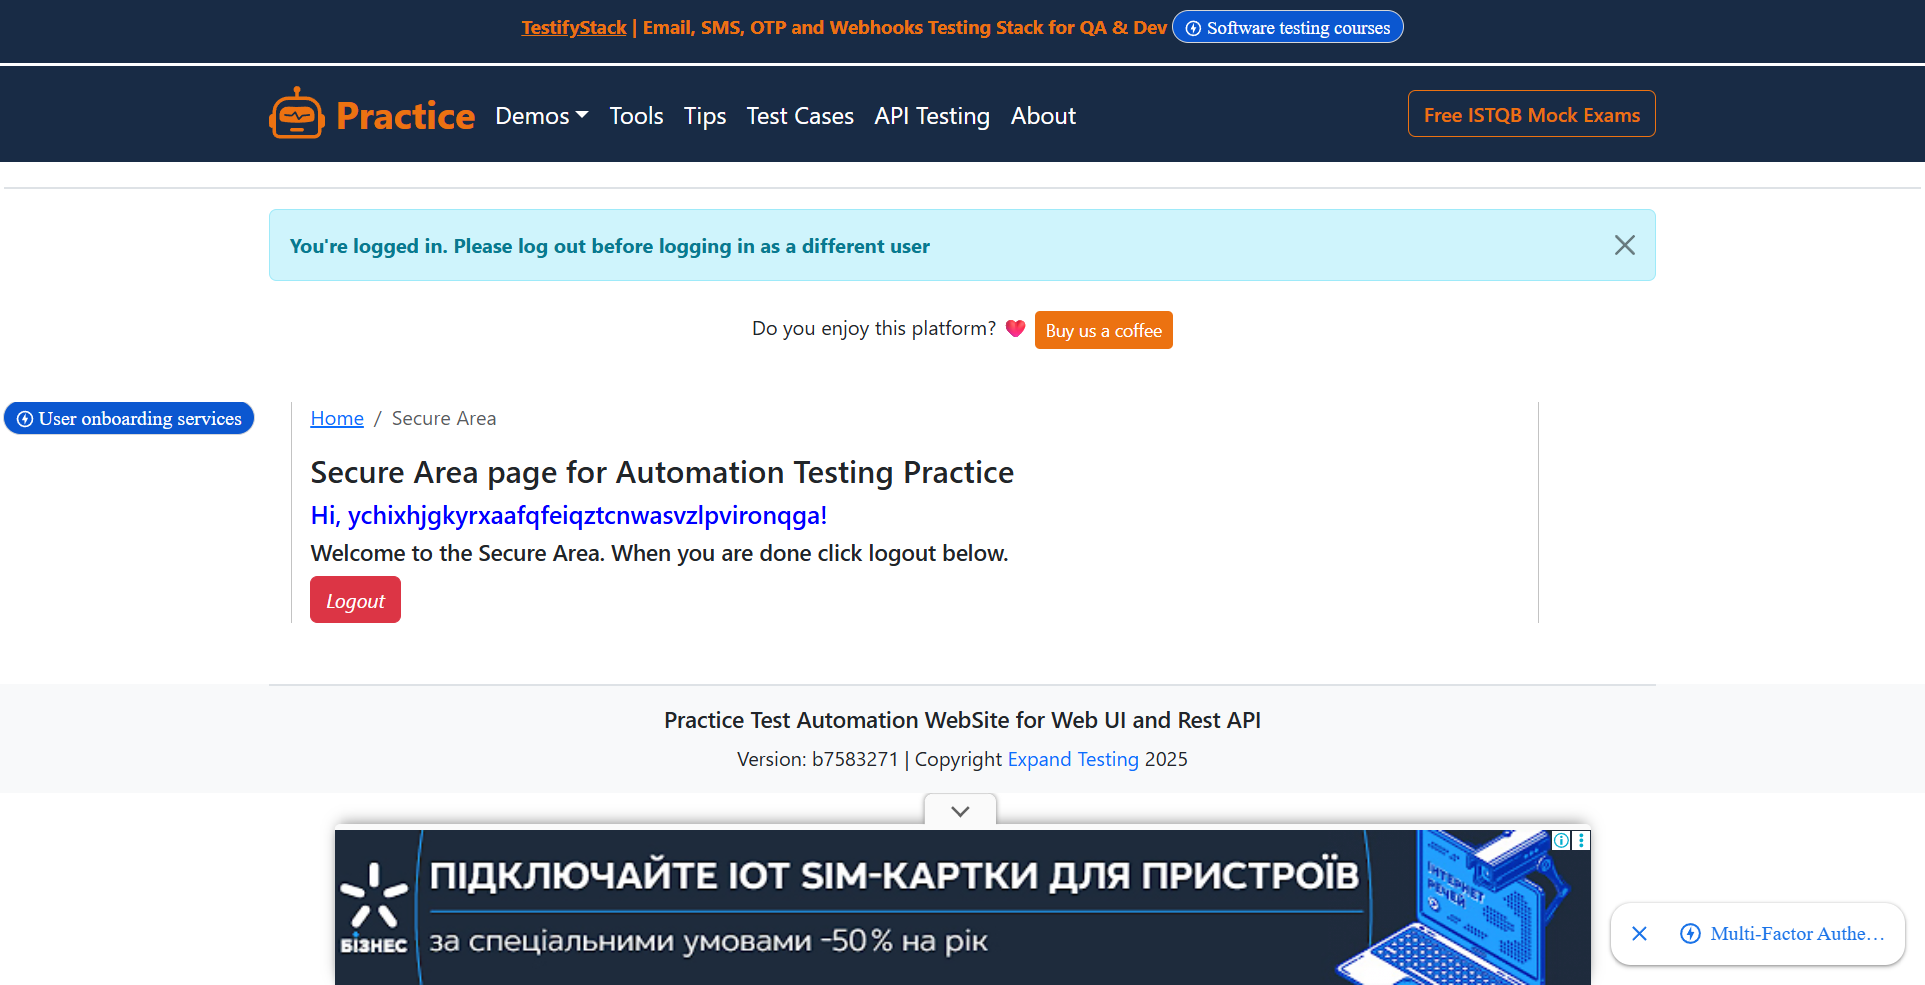 TestifyStack | Email, SMS, OTP and Webhooks Testing Stack for QA & Dev Software testing courses
Practice Demos Tools Tips Test Cases API Testing About Free ISTQB Mock Exams
You're logged in. Please log out before logging in as a different user
Do you enjoy this platform? Buy us a coffee
User onboarding services
Home / Secure Area
Secure Area page for Automation Testing Practice
Hi, ychixhjgkyrxaafqfeiqztcnwasvzlpvironqga!
Welcome to the Secure Area. When you are done click logout below.
Logout
Practice Test Automation WebSite for Web UI and Rest API
Version: b7583271 | Copyright Expand Testing 2025
ПІДКЛЮЧАЙТЕ ІОТ SIM-КАРТКИ ДЛЯ ПРИСТРОЇВ
за спеціальними умовами -50% на рік
БІЗНЕС
ІНТЕРНЕТ
РЕЧЕЙ
Multi-Factor Authe...